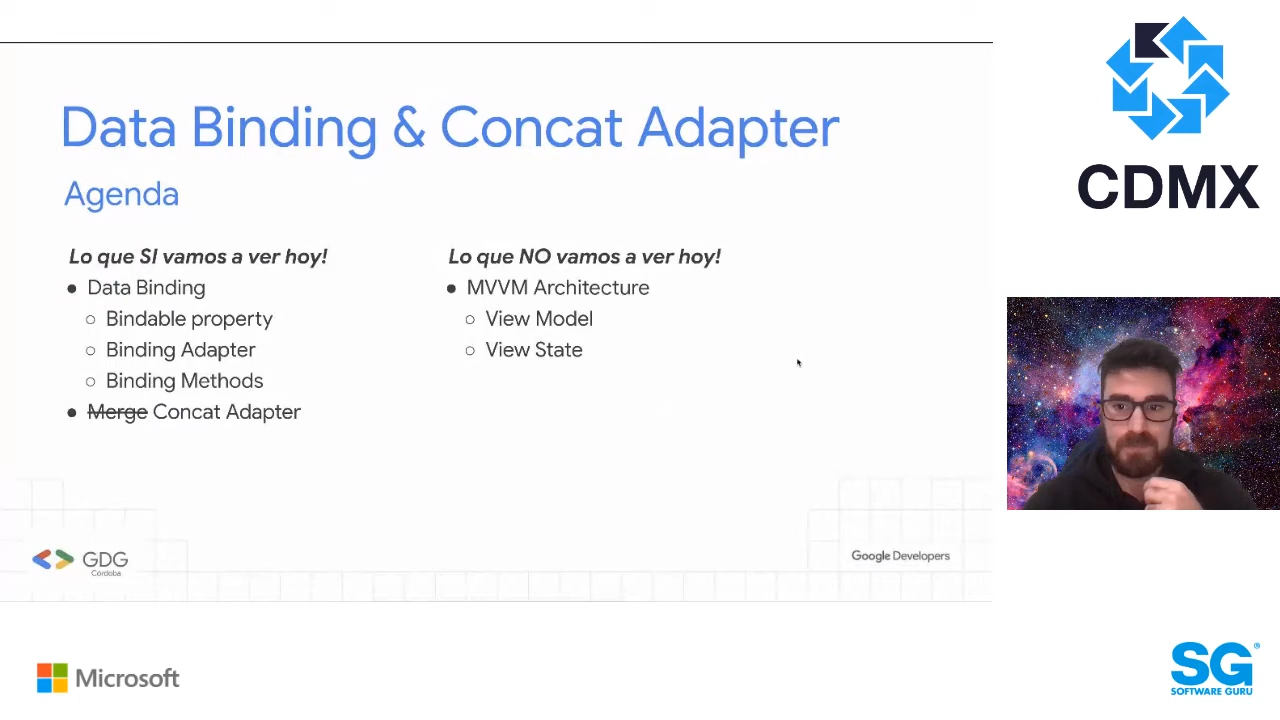 Data Binding & Concat Adapter
Agenda
Lo que SI vamos a ver hoy!
● Data Binding
○ Bindable property
○ Binding Adapter
○ Binding Methods
● Merge Concat Adapter
Lo que NO vamos a ver hoy!
● MVVM Architecture
○ View Model
○ View State
GDG
Córdoba
Google Developers
CDMX
Microsoft
SG®
SOFTWARE GURU